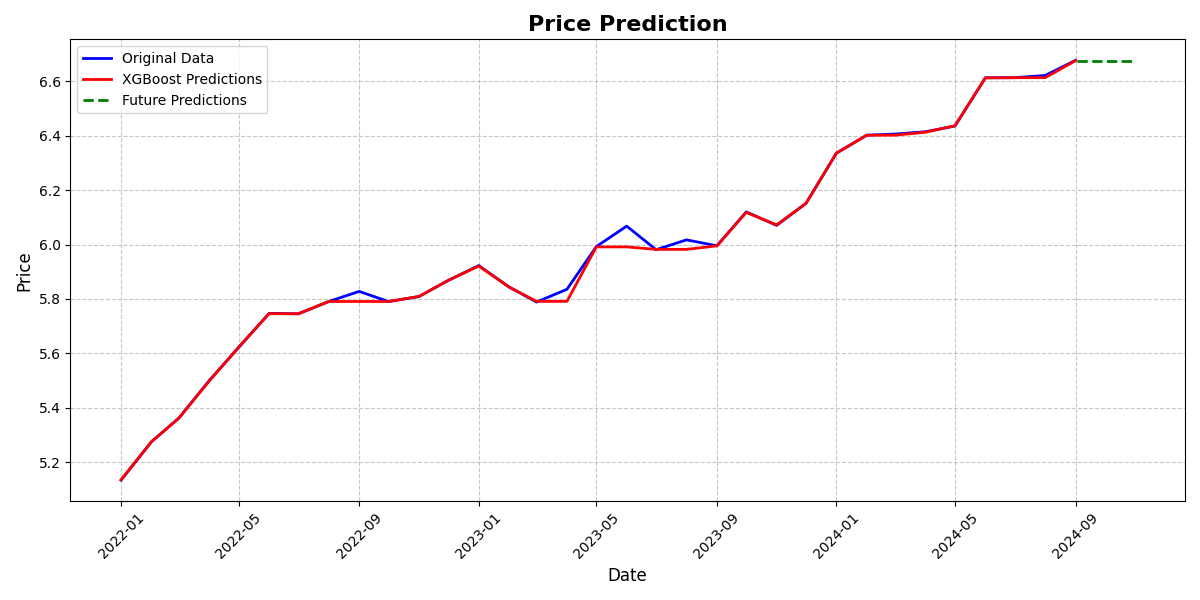 Price Prediction
Original Data
XGBoost Predictions
Future Predictions
Price
6.6
6.4
6.2
6.0
5.8
5.6
5.4
5.2
2022-01
2022-05
2022-09
2023-01
2023-05
2023-09
2024-01
2024-05
2024-09
Date